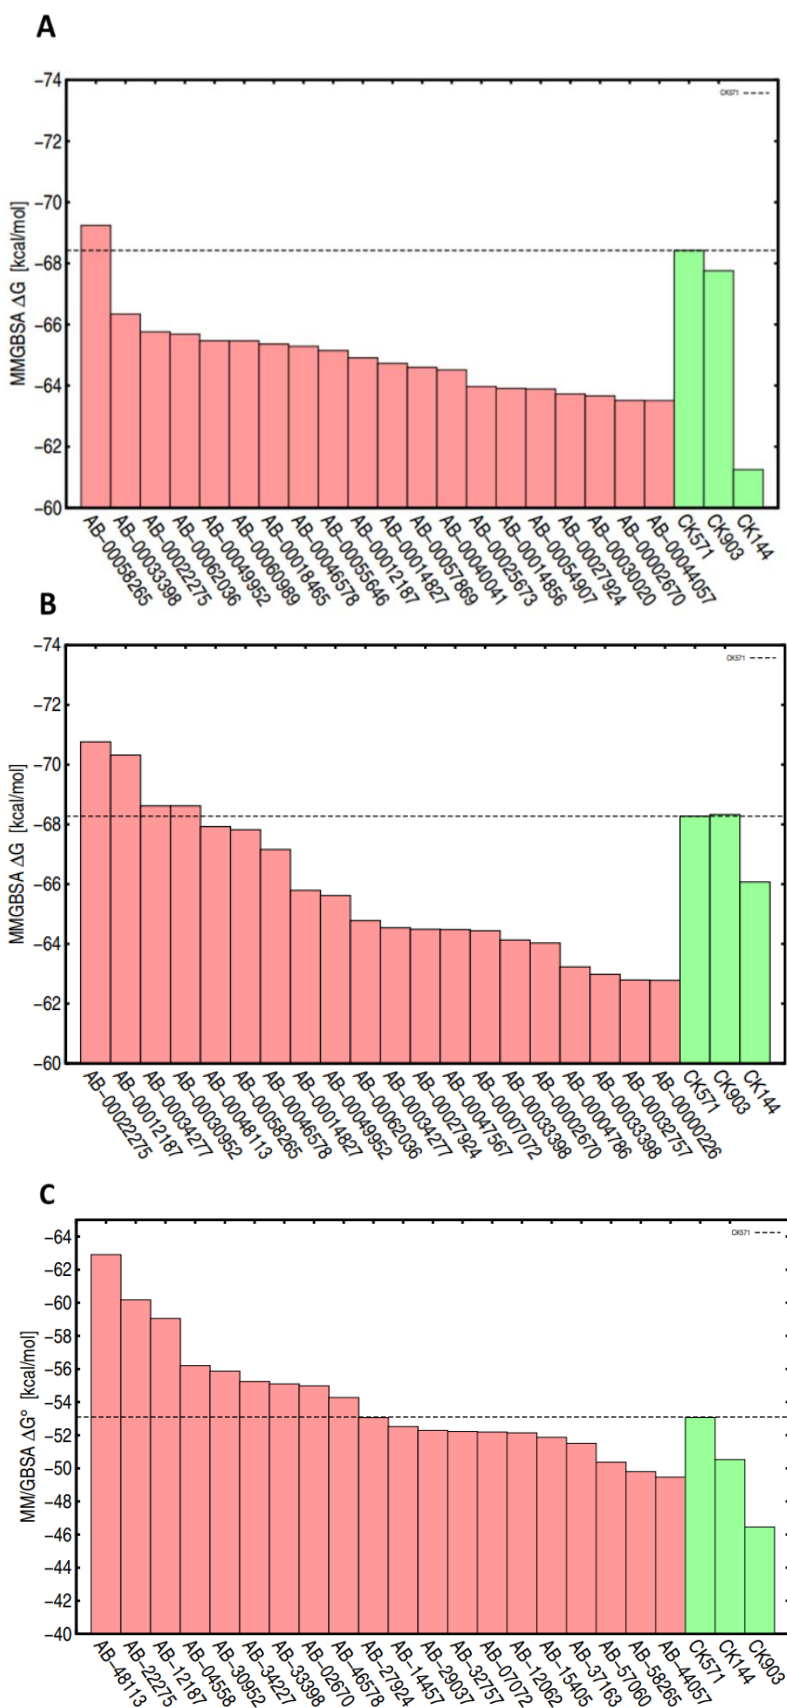 A
MMGBSA ΔG [kcal/mol]
−74
−72
−70
−68
−66
−64
−62
−60
CK571
AB−00058265
AB−00033398
AB−00022275
AB−00062036
AB−00049952
AB−00060989
AB−00018465
AB−00046578
AB−00055646
AB−00012187
AB−00014827
AB−00057869
AB−00040041
AB−00025673
AB−00014856
AB−00054907
AB−00027924
AB−00030020
AB−00002670
AB−00044057
CK571
CK903
CK144
B
MMGBSA ΔG [kcal/mol]
−74
−72
−70
−68
−66
−64
−62
−60
CK571
AB−00022275
AB−00012187
AB−00034277
AB−00030952
AB−00048113
AB−00058265
AB−00046578
AB−00014827
AB−00049952
AB−00062036
AB−00034277
AB−00027924
AB−00047567
AB−00007072
AB−00033398
AB−00002670
AB−00004786
AB−00033398
AB−00032757
AB−00000226
CK571
CK903
CK144
C
MM/GBSA ΔG° [kcal/mol]
−64
−62
−60
−58
−56
−54
−52
−50
−48
−46
−44
−42
−40
CK571
AB−48113
AB−22275
AB−12187
AB−04558
AB−30952
AB−34227
AB−33398
AB−02670
AB−46578
AB−27924
AB−14457
AB−29037
AB−32757
AB−07072
AB−12062
AB−15405
AB−37163
AB−57060
AB−58265
AB−44057
CK571
CK144
CK903